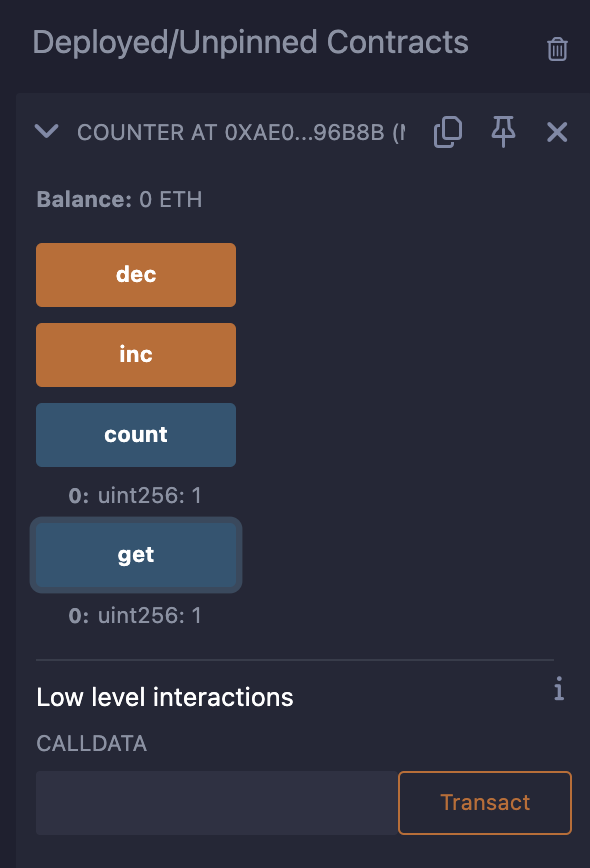 Deployed/Unpinned Contracts
COUNTER AT 0XAE0...96B8B (
Balance: 0 ETH
dec
inc
count
0: uint256: 1
get
0: uint256: 1
Low level interactions
i
CALLDATA
Transact